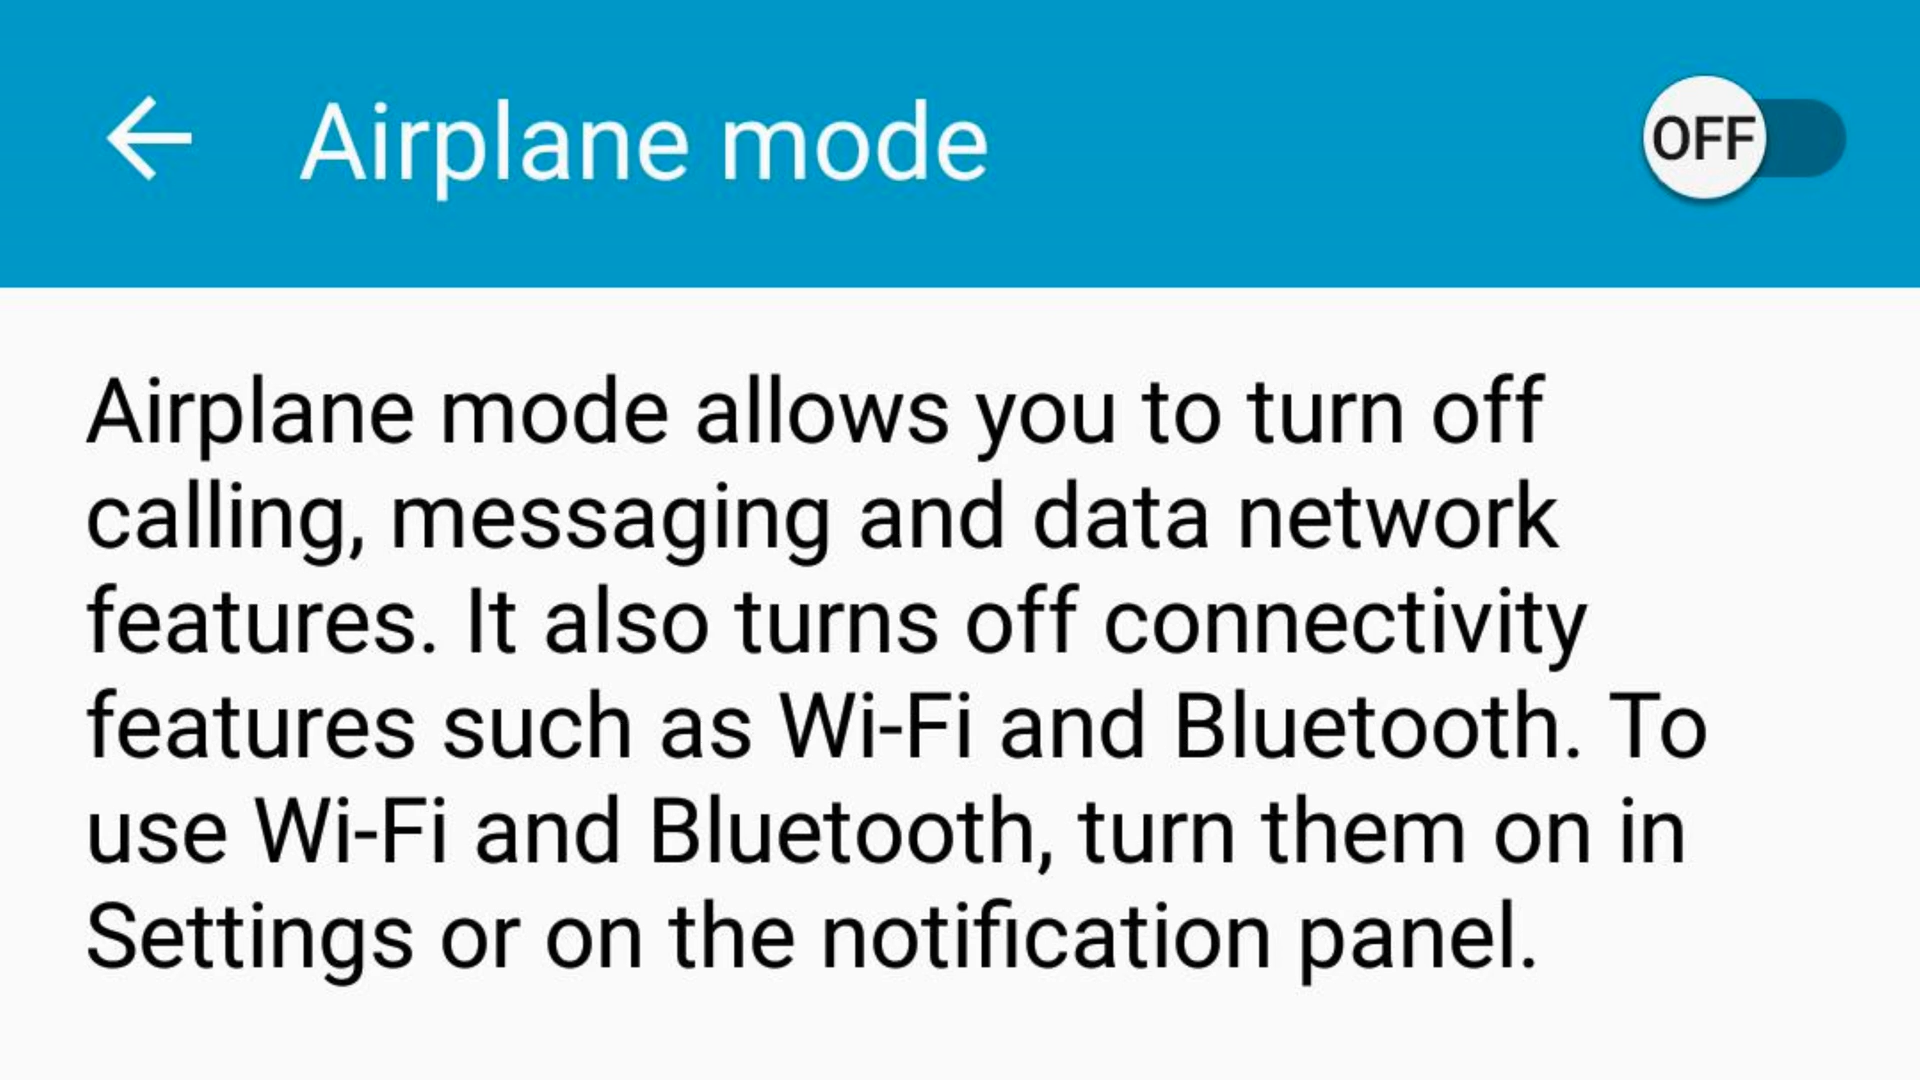 Airplane mode
OFF
Airplane mode allows you to turn off
calling, messaging and data network
features. It also turns off connectivity
features such as Wi-Fi and Bluetooth. To
use Wi-Fi and Bluetooth, turn them on in
Settings or on the notification panel.